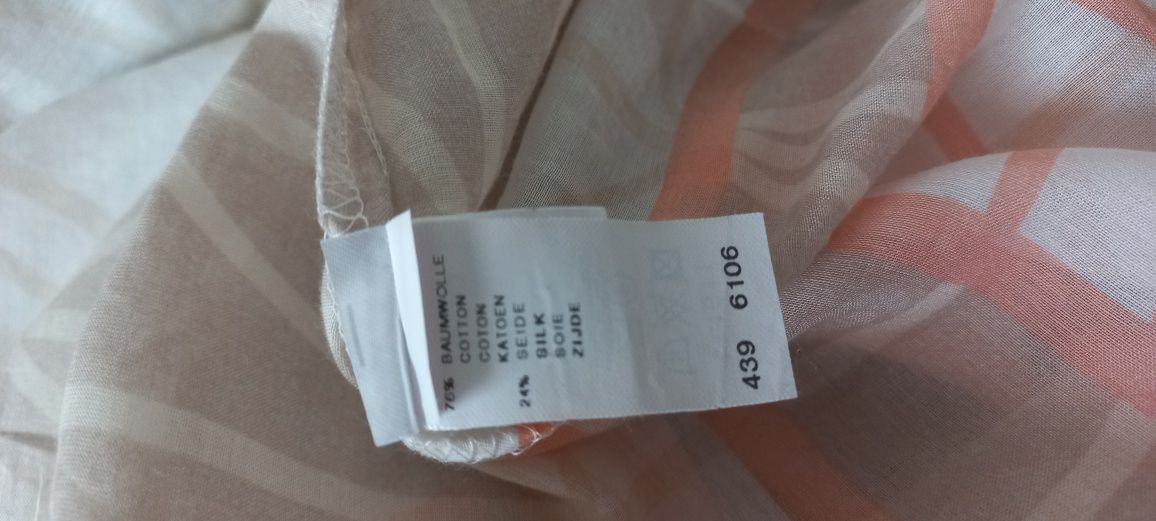 76% BAUMWOLLE
COTTON
COTON
KATOEN
24% SEIDE
SILK
SOIE
ZIJDE
439 6106